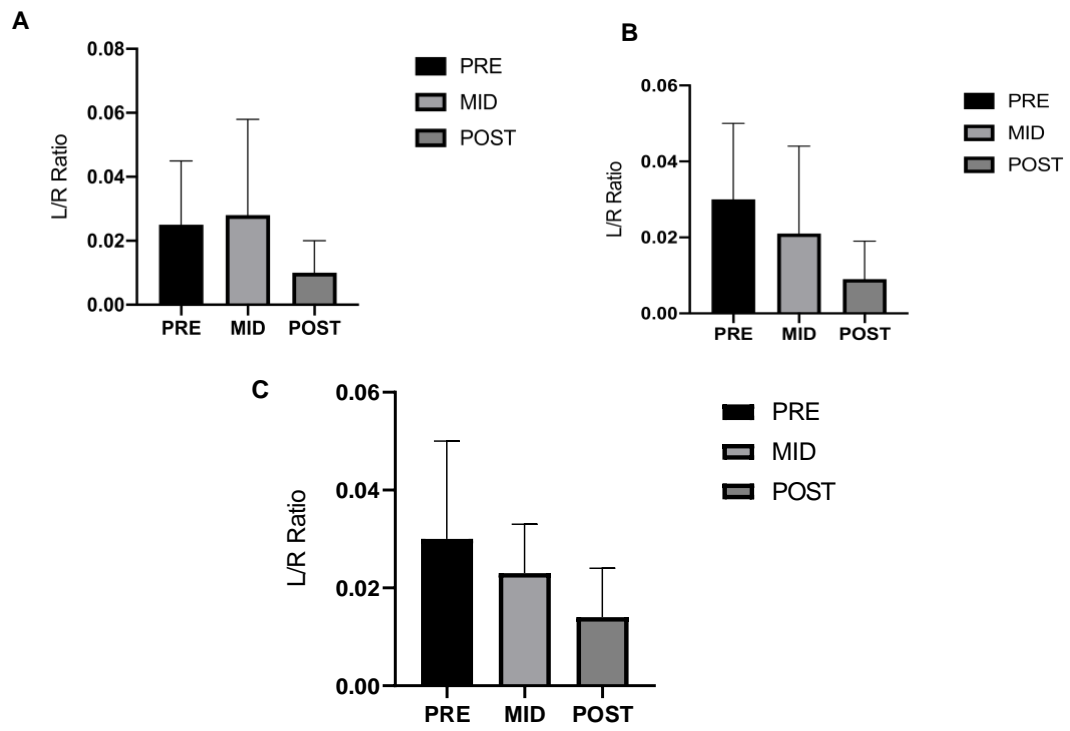 A
0.08
0.06
0.04
0.02
0.00
L/R Ratio
PRE MID POST
PRE
MID
POST
B
0.06
0.04
0.02
0.00
L/R Ratio
PRE MID POST
PRE
MID
POST
C
0.06
0.04
0.02
0.00
L/R Ratio
PRE MID POST
PRE
MID
POST